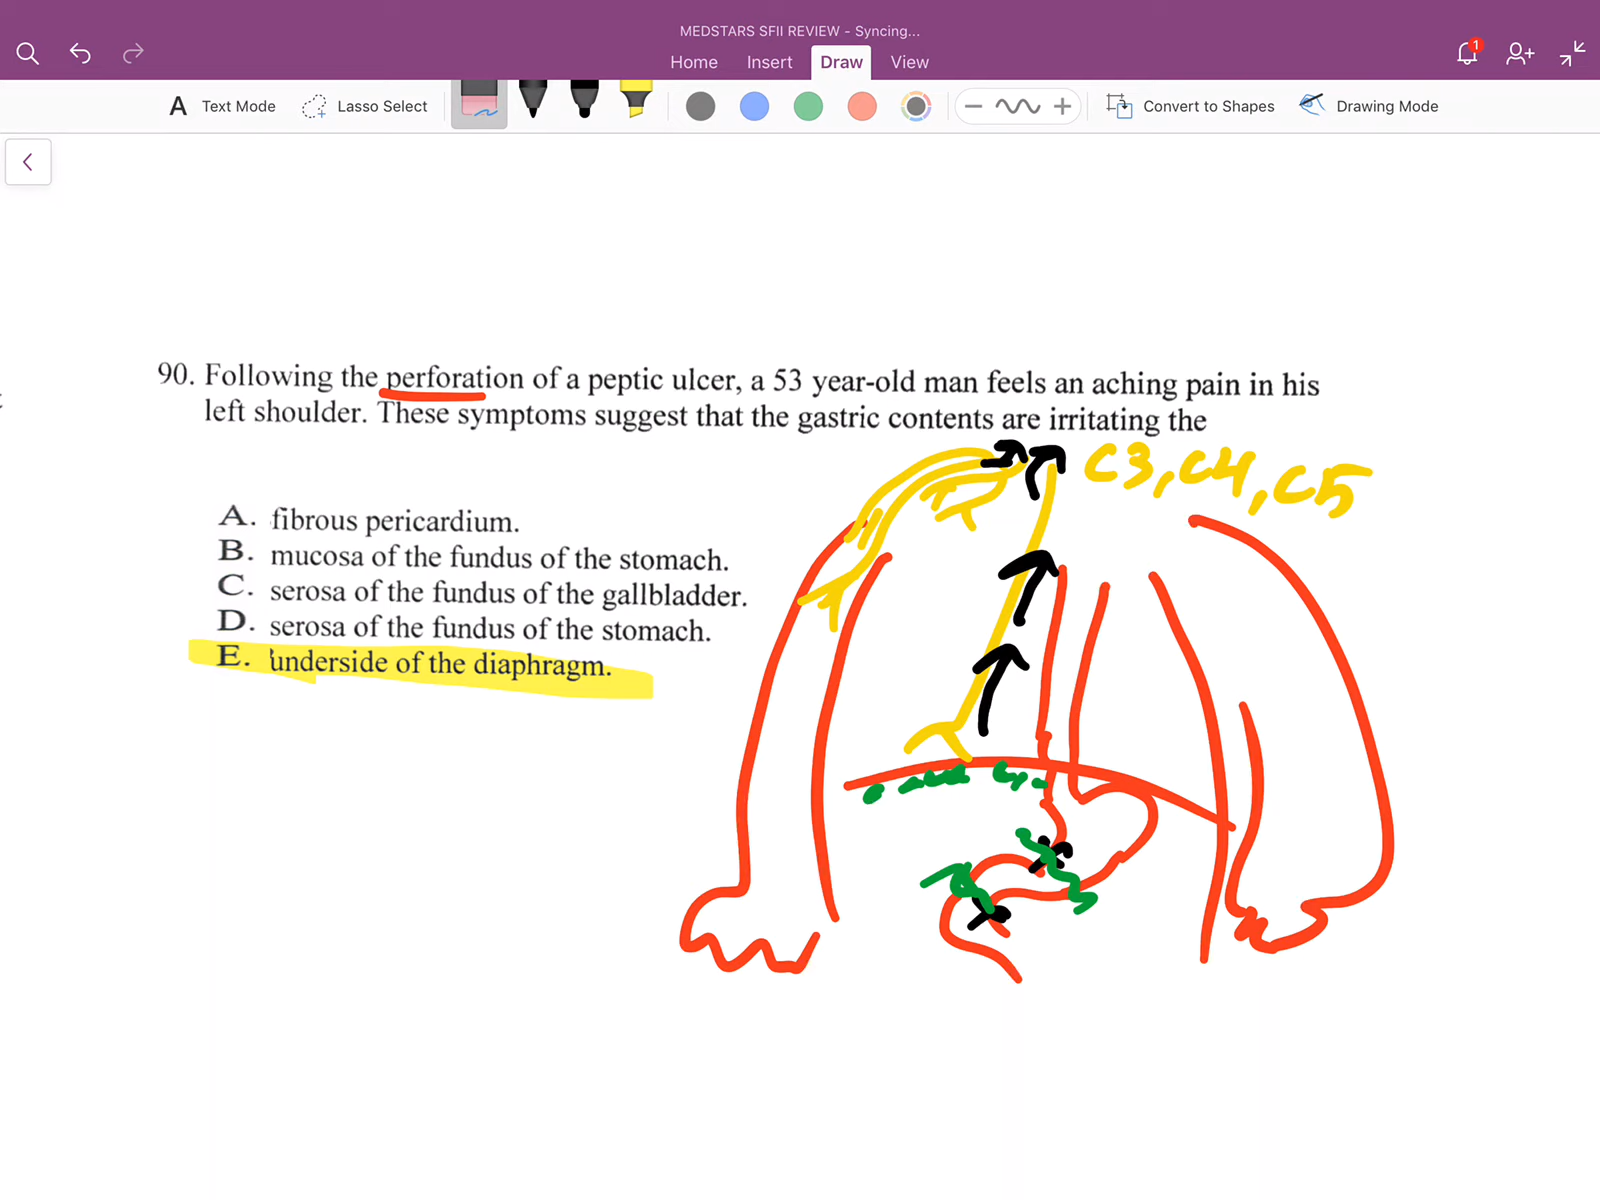 MEDSTARS SFII REVIEW - Syncing...
Home Insert Draw View
1
A Text Mode Lasso Select Convert to Shapes Drawing Mode
90. Following the perforation of a peptic ulcer, a 53 year-old man feels an aching pain in his
left shoulder. These symptoms suggest that the gastric contents are irritating the
C3, C4, C5
A. fibrous pericardium.
B. mucosa of the fundus of the stomach.
C. serosa of the fundus of the gallbladder.
D. serosa of the fundus of the stomach.
E. underside of the diaphragm.